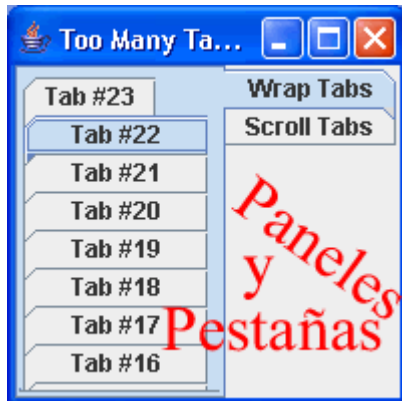 Too Many Ta...
Tab #23
Tab #22
Tab #21
Tab #20
Tab #19
Tab #18
Tab #17
Tab #16
Wrap Tabs
Scroll Tabs
Paneles
y
Pestañas